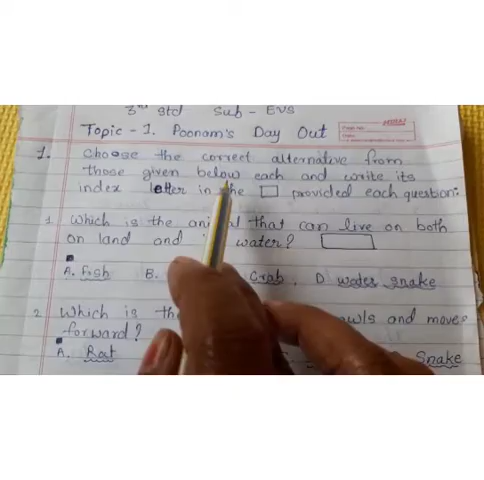 3rd std Sub - EVS
Topic - 1. Poonam's Day Out
1. Choose the correct alternative from
those given below each and write its
index letter in the provided each question:
1. Which is the animal that can live on both
on land and water?
A. fish B. Crab. D water snake
2 Which is the and moves
forward?
A. Rat Snake